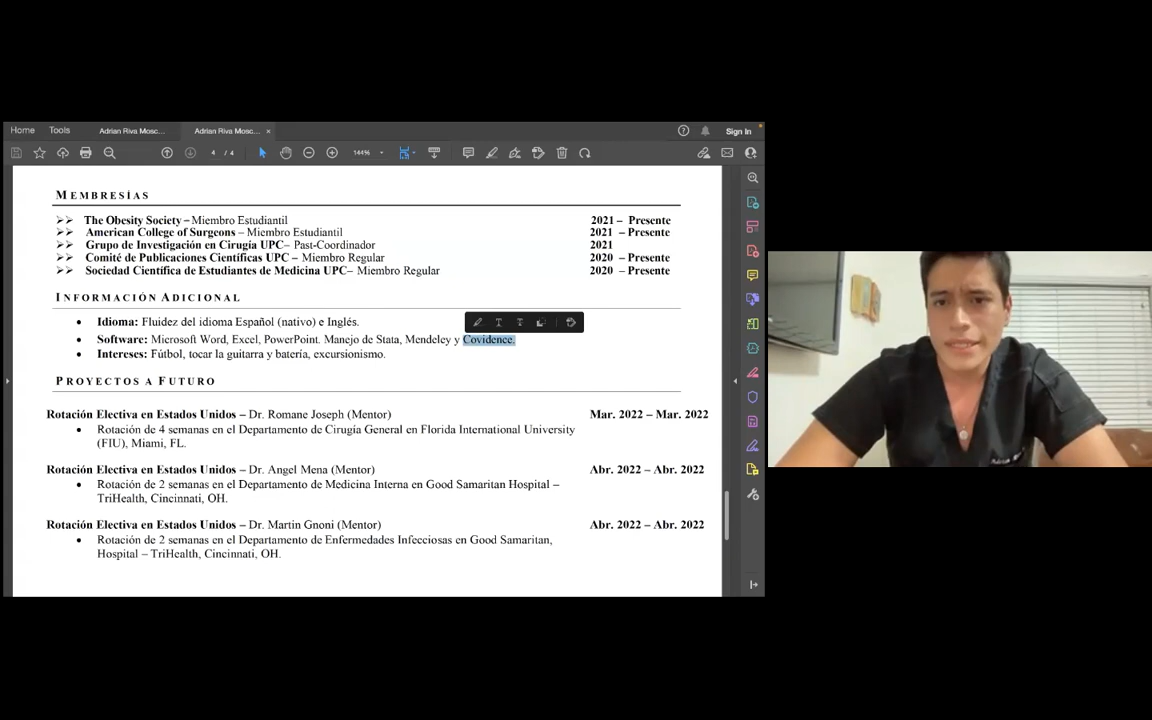 Home Tools Adrian Riva Mosc... Adrian Riva Mosc... × Sign In
4 / 4 144%
MEMBRESÍAS
The Obesity Society – Miembro Estudiantil 2021 – Presente
American College of Surgeons – Miembro Estudiantil 2021 – Presente
Grupo de Investigación en Cirugía UPC– Past-Coordinador 2021
Comité de Publicaciones Científicas UPC – Miembro Regular 2020 – Presente
Sociedad Científica de Estudiantes de Medicina UPC– Miembro Regular 2020 – Presente
INFORMACIÓN ADICIONAL
• Idioma: Fluidez del idioma Español (nativo) e Inglés.
• Software: Microsoft Word, Excel, PowerPoint. Manejo de Stata, Mendeley y Covidence.
• Intereses: Fútbol, tocar la guitarra y batería, excursionismo.
PROYECTOS A FUTURO
Rotación Electiva en Estados Unidos – Dr. Romane Joseph (Mentor) Mar. 2022 – Mar. 2022
• Rotación de 4 semanas en el Departamento de Cirugía General en Florida International University
(FIU), Miami, FL.
Rotación Electiva en Estados Unidos – Dr. Angel Mena (Mentor) Abr. 2022 – Abr. 2022
• Rotación de 2 semanas en el Departamento de Medicina Interna en Good Samaritan Hospital –
TriHealth, Cincinnati, OH.
Rotación Electiva en Estados Unidos – Dr. Martin Gnoni (Mentor) Abr. 2022 – Abr. 2022
• Rotación de 2 semanas en el Departamento de Enfermedades Infecciosas en Good Samaritan,
Hospital – TriHealth, Cincinnati, OH.